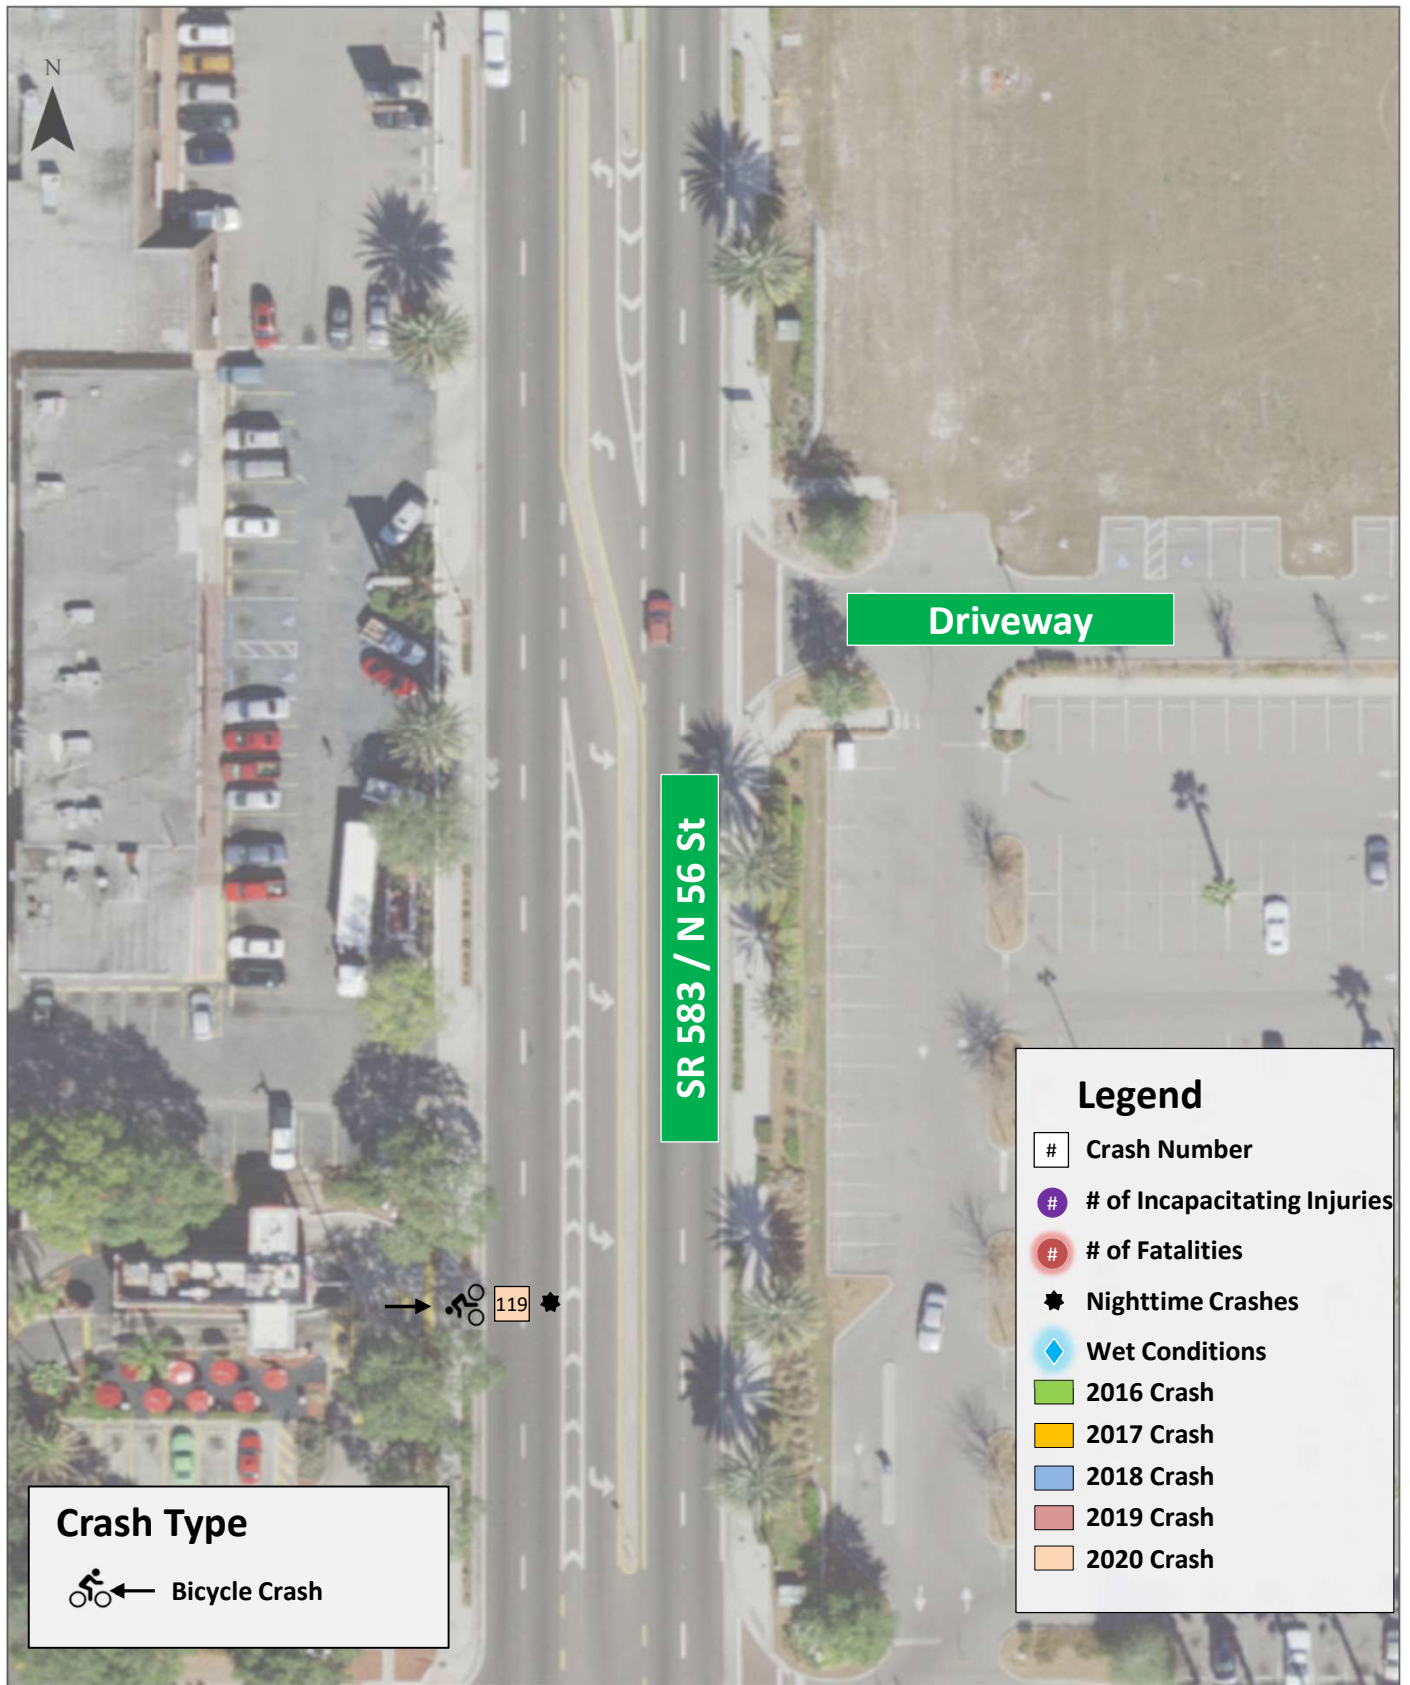 N
Driveway
SR 583 / N 56 St
119
Legend
# Crash Number
# # of Incapacitating Injuries
# # of Fatalities
Nighttime Crashes
Wet Conditions
2016 Crash
2017 Crash
2018 Crash
2019 Crash
2020 Crash
Crash Type
Bicycle Crash